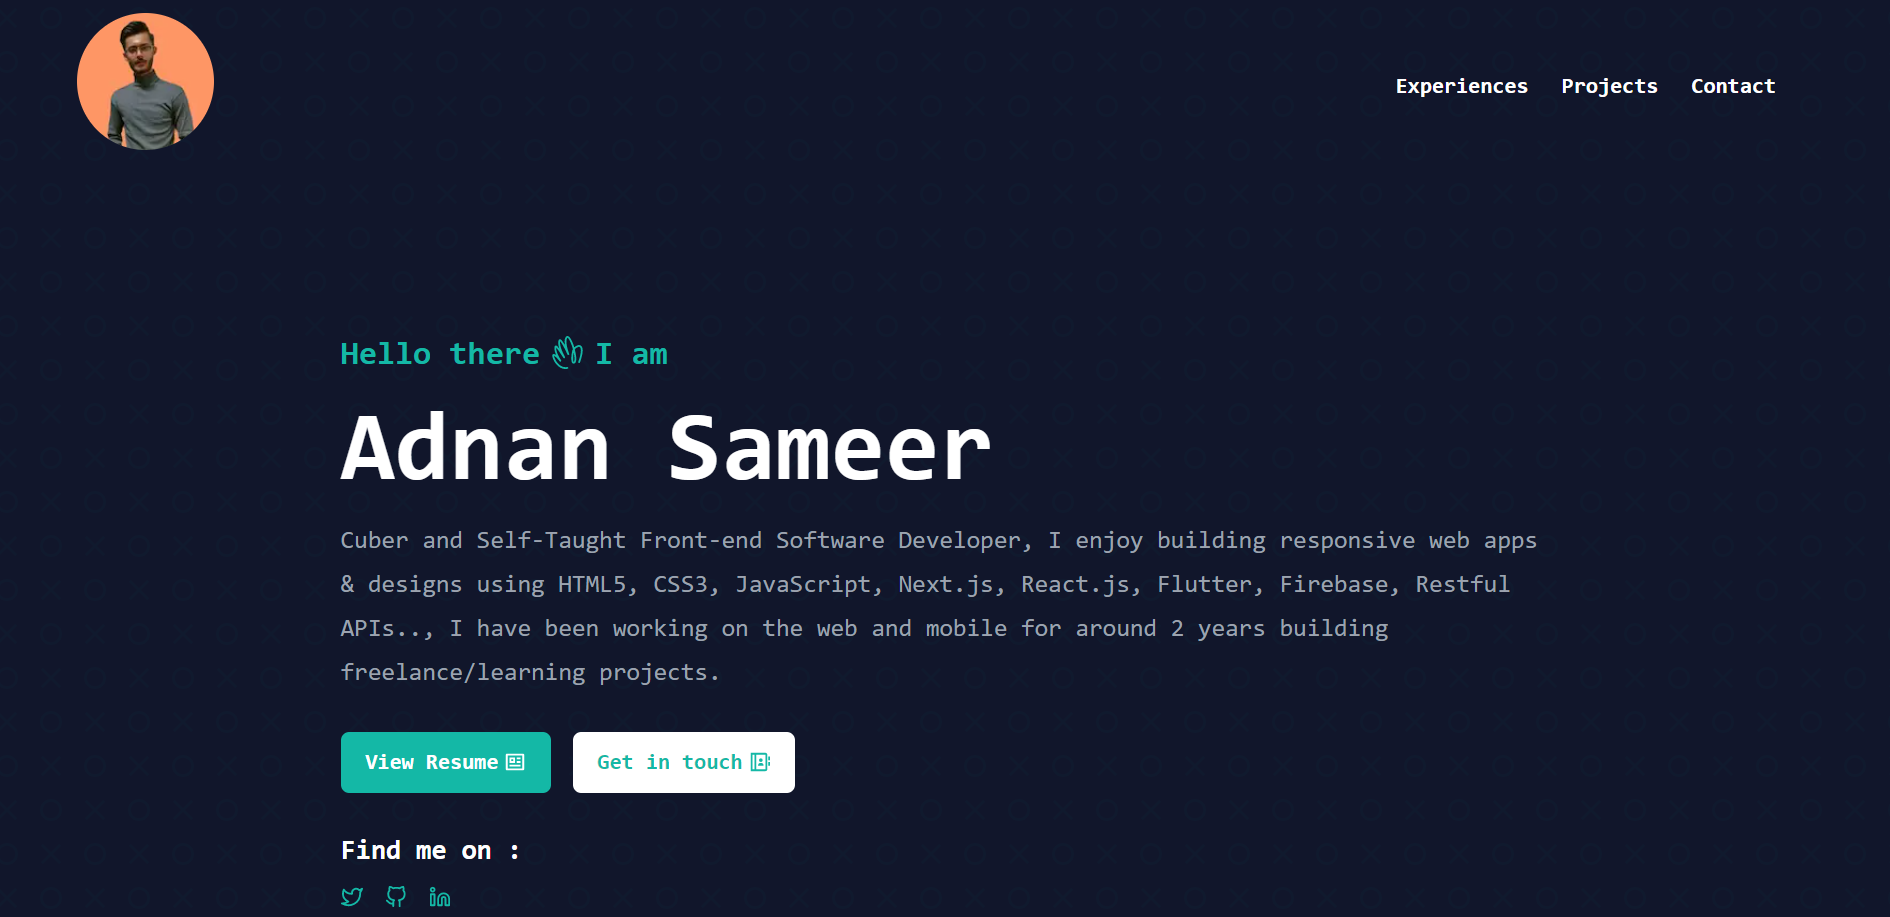 Experiences Projects Contact
Hello there I am
Adnan Sameer
Cuber and Self-Taught Front-end Software Developer, I enjoy building responsive web apps
& designs using HTML5, CSS3, JavaScript, Next.js, React.js, Flutter, Firebase, Restful
APIs.., I have been working on the web and mobile for around 2 years building
freelance/learning projects.
View Resume Get in touch
Find me on :